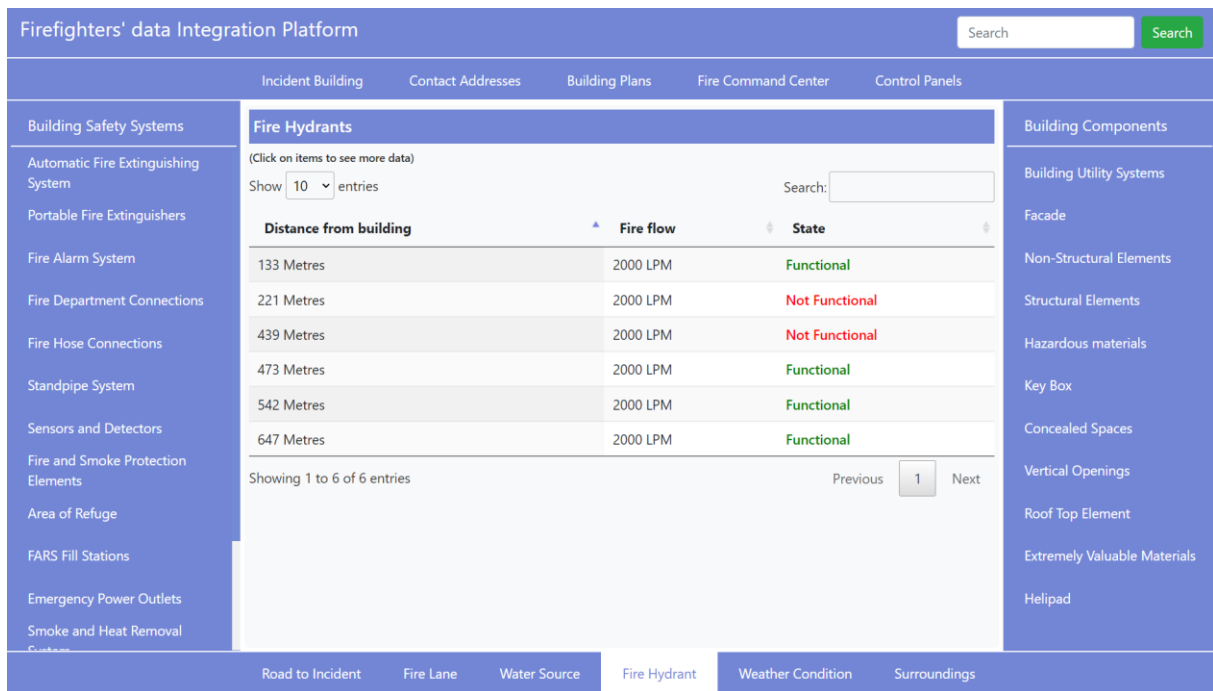 Firefighters' data Integration Platform
Search
Search
Incident Building Contact Addresses Building Plans Fire Command Center Control Panels
Building Safety Systems
Automatic Fire Extinguishing
System
Portable Fire Extinguishers
Fire Alarm System
Fire Department Connections
Fire Hose Connections
Standpipe System
Sensors and Detectors
Fire and Smoke Protection
Elements
Area of Refuge
FARS Fill Stations
Emergency Power Outlets
Smoke and Heat Removal
System
Fire Hydrants
(Click on items to see more data)
Show 10 entries
Search:
Distance from building Fire flow State
133 Metres 2000 LPM Functional
221 Metres 2000 LPM Not Functional
439 Metres 2000 LPM Not Functional
473 Metres 2000 LPM Functional
542 Metres 2000 LPM Functional
647 Metres 2000 LPM Functional
Showing 1 to 6 of 6 entries
Previous 1 Next
Building Components
Building Utility Systems
Facade
Non-Structural Elements
Structural Elements
Hazardous materials
Key Box
Concealed Spaces
Vertical Openings
Roof Top Element
Extremely Valuable Materials
Helipad
Road to Incident Fire Lane Water Source Fire Hydrant Weather Condition Surroundings